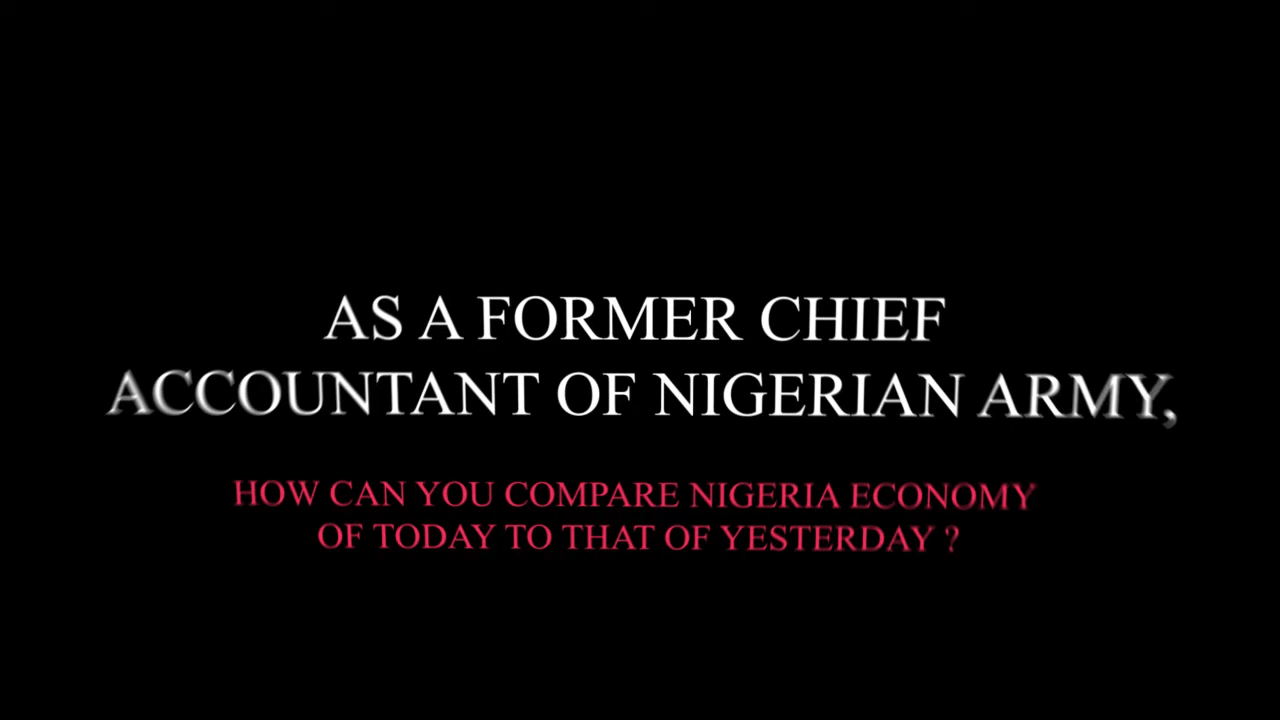 AS A FORMER CHIEF
ACCOUNTANT OF NIGERIAN ARMY,
HOW CAN YOU COMPARE NIGERIA ECONOMY
OF TODAY TO THAT OF YESTERDAY ?